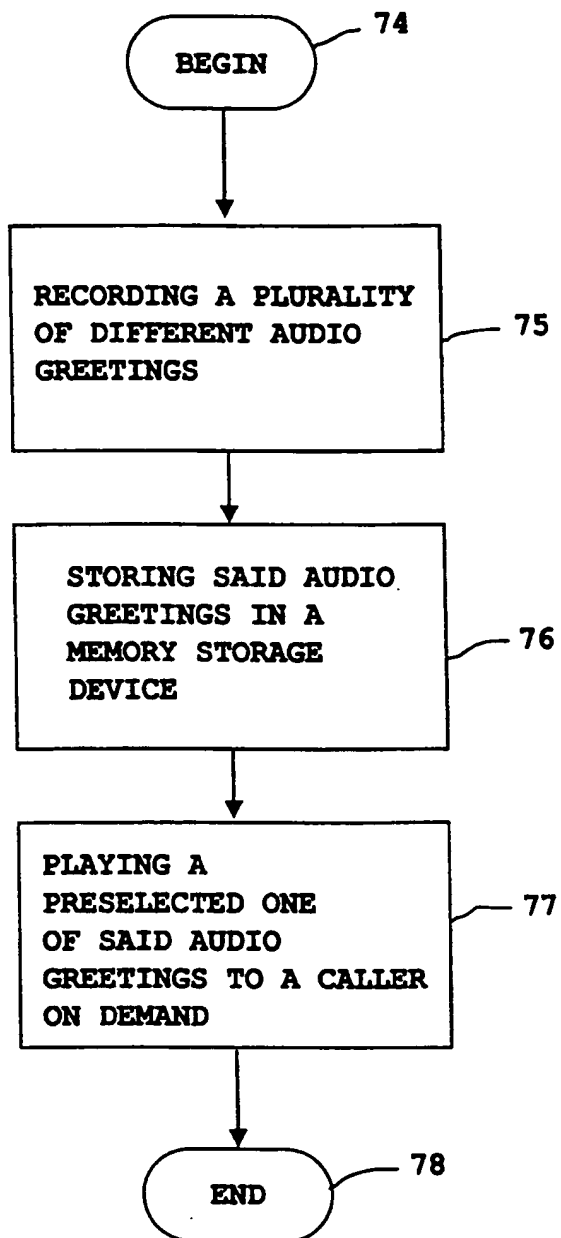 74
BEGIN
RECORDING A PLURALITY
OF DIFFERENT AUDIO
GREETINGS
75
STORING SAID AUDIO
GREETINGS IN A
MEMORY STORAGE
DEVICE
76
PLAYING A
PRESELECTED ONE
OF SAID AUDIO
GREETINGS TO A CALLER
ON DEMAND
77
78
END